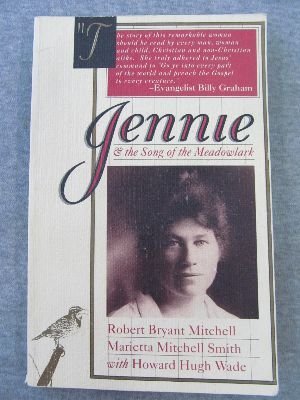 "The story of this remarkable woman
should be read by every man, woman
and child, Christian and non-Christian
alike. She truly adhered to Jesus'
command to 'Go ye into every part
of the world and preach the Gospel
to every creature.'"
–Evangelist Billy Graham
Jennie
& the Song of the Meadowlark
Robert Bryant Mitchell
Marietta Mitchell Smith
with Howard Hugh Wade